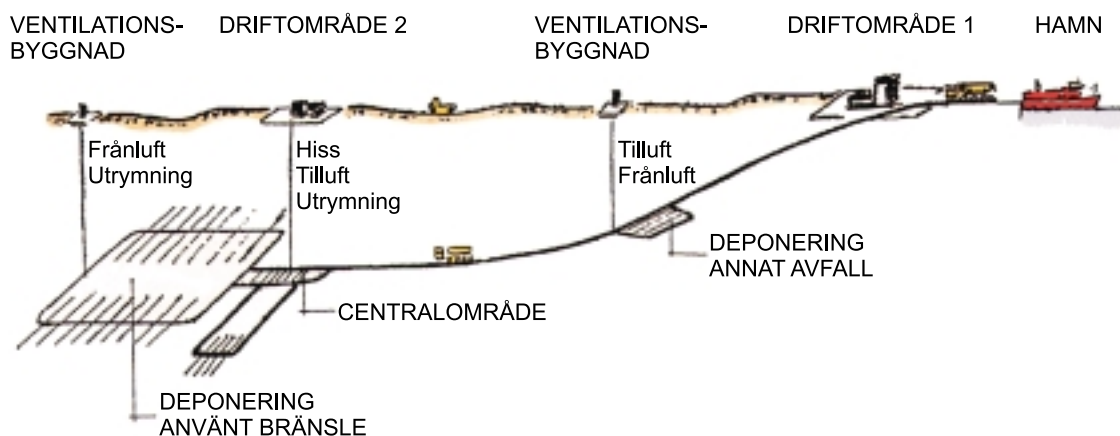 VENTILATIONS-
BYGGNAD
DRIFTOMRÅDE 2
VENTILATIONS-
BYGGNAD
DRIFTOMRÅDE 1
HAMN
Frånluft
Utrymning
Hiss
Tilluft
Utrymning
Tilluft
Frånluft
DEPONERING
ANNAT AVFALL
CENTRALOMRÅDE
DEPONERING
ANVÄNT BRÄNSLE